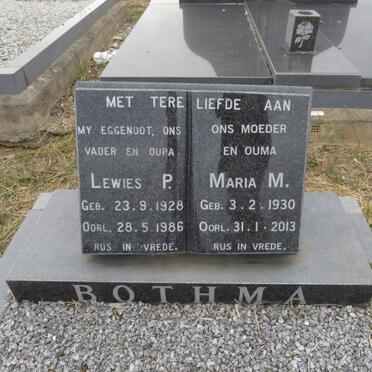 MET TERE LIEFDE AAN
MY EGGENOOT, ONS
VADER EN OUPA
LEWIES P.
GEB. 23.9.1928
OORL. 28.5.1986
RUS IN VREDE.
ONS MOEDER
EN OUMA
MARIA M.
GEB. 3.2.1930
OORL. 31.1.2013
RUS IN VREDE.
BOTHMA